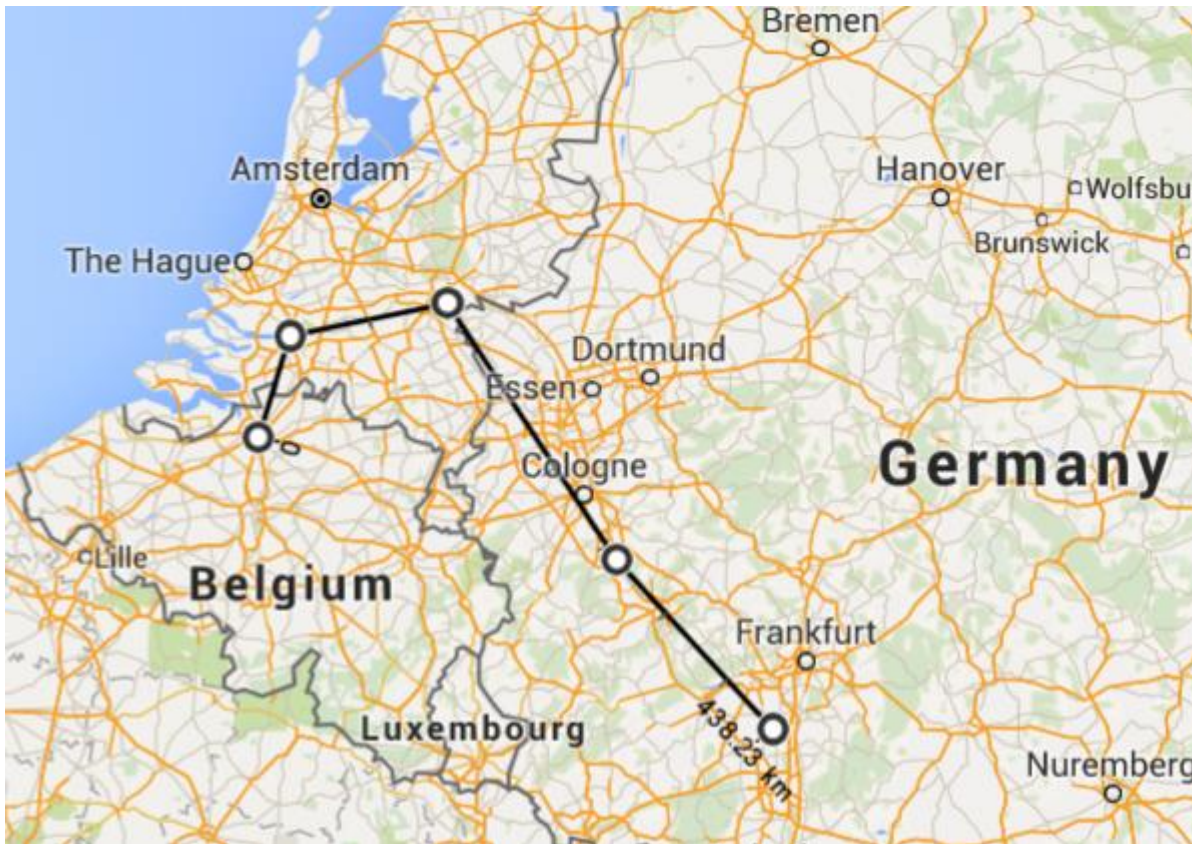 Bremen
Amsterdam
Hanover
Wolfsbu
Brunswick
The Hague
Dortmund
Essen
Germany
0
Cologne
Lille
Belgium
Frankfurt
438.23 km
Luxembourg
Nuremberg